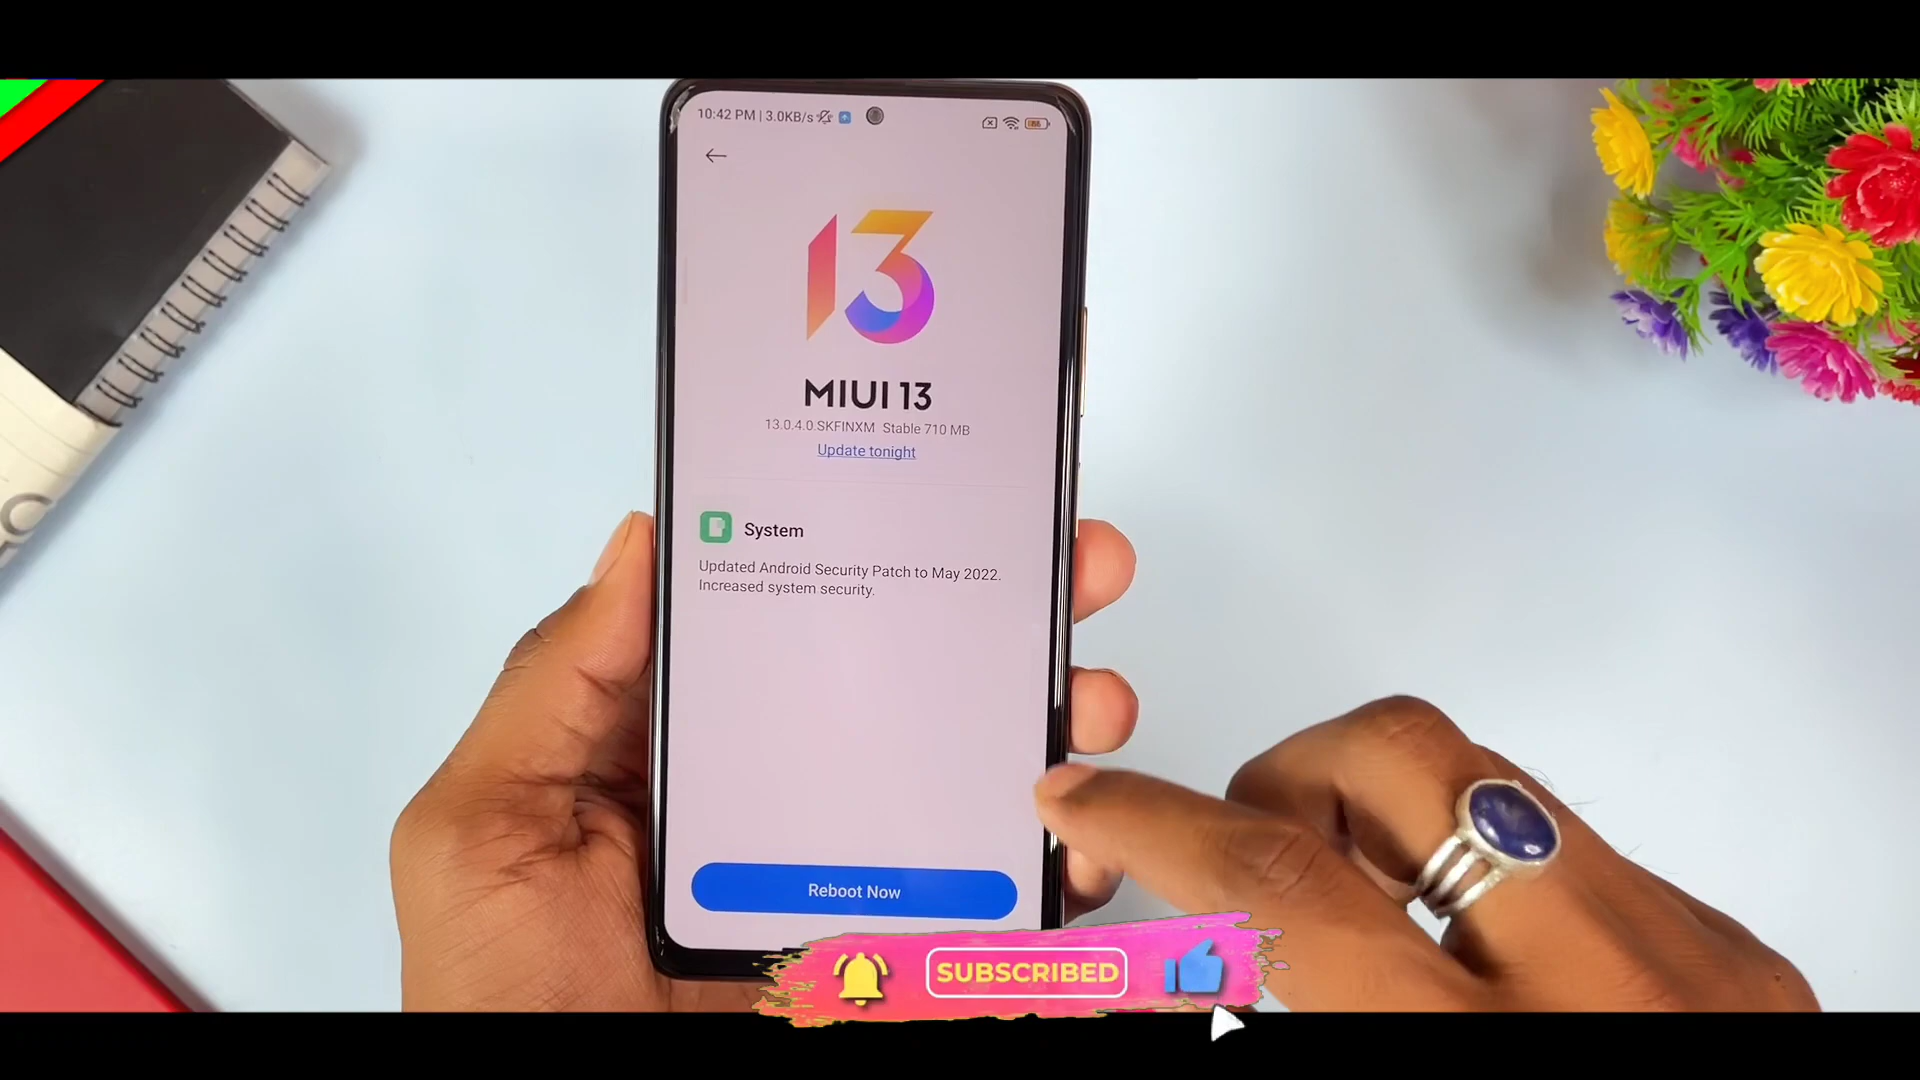 10:42 PM | 3.0KB/s
13
MIUI 13
13.0.4.0.SKFINXM Stable 710 MB
Update tonight
System
Updated Android Security Patch to May 2022.
Increased system security.
Reboot Now
SUBSCRIBED